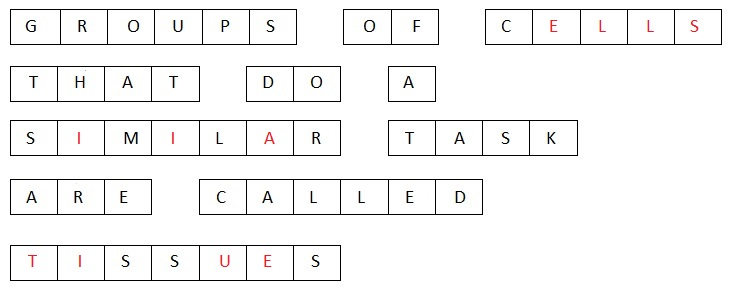 GROUPS OF CELLS
THAT DO A
SIMILAR TASK
ARE CALLED
TISSUES